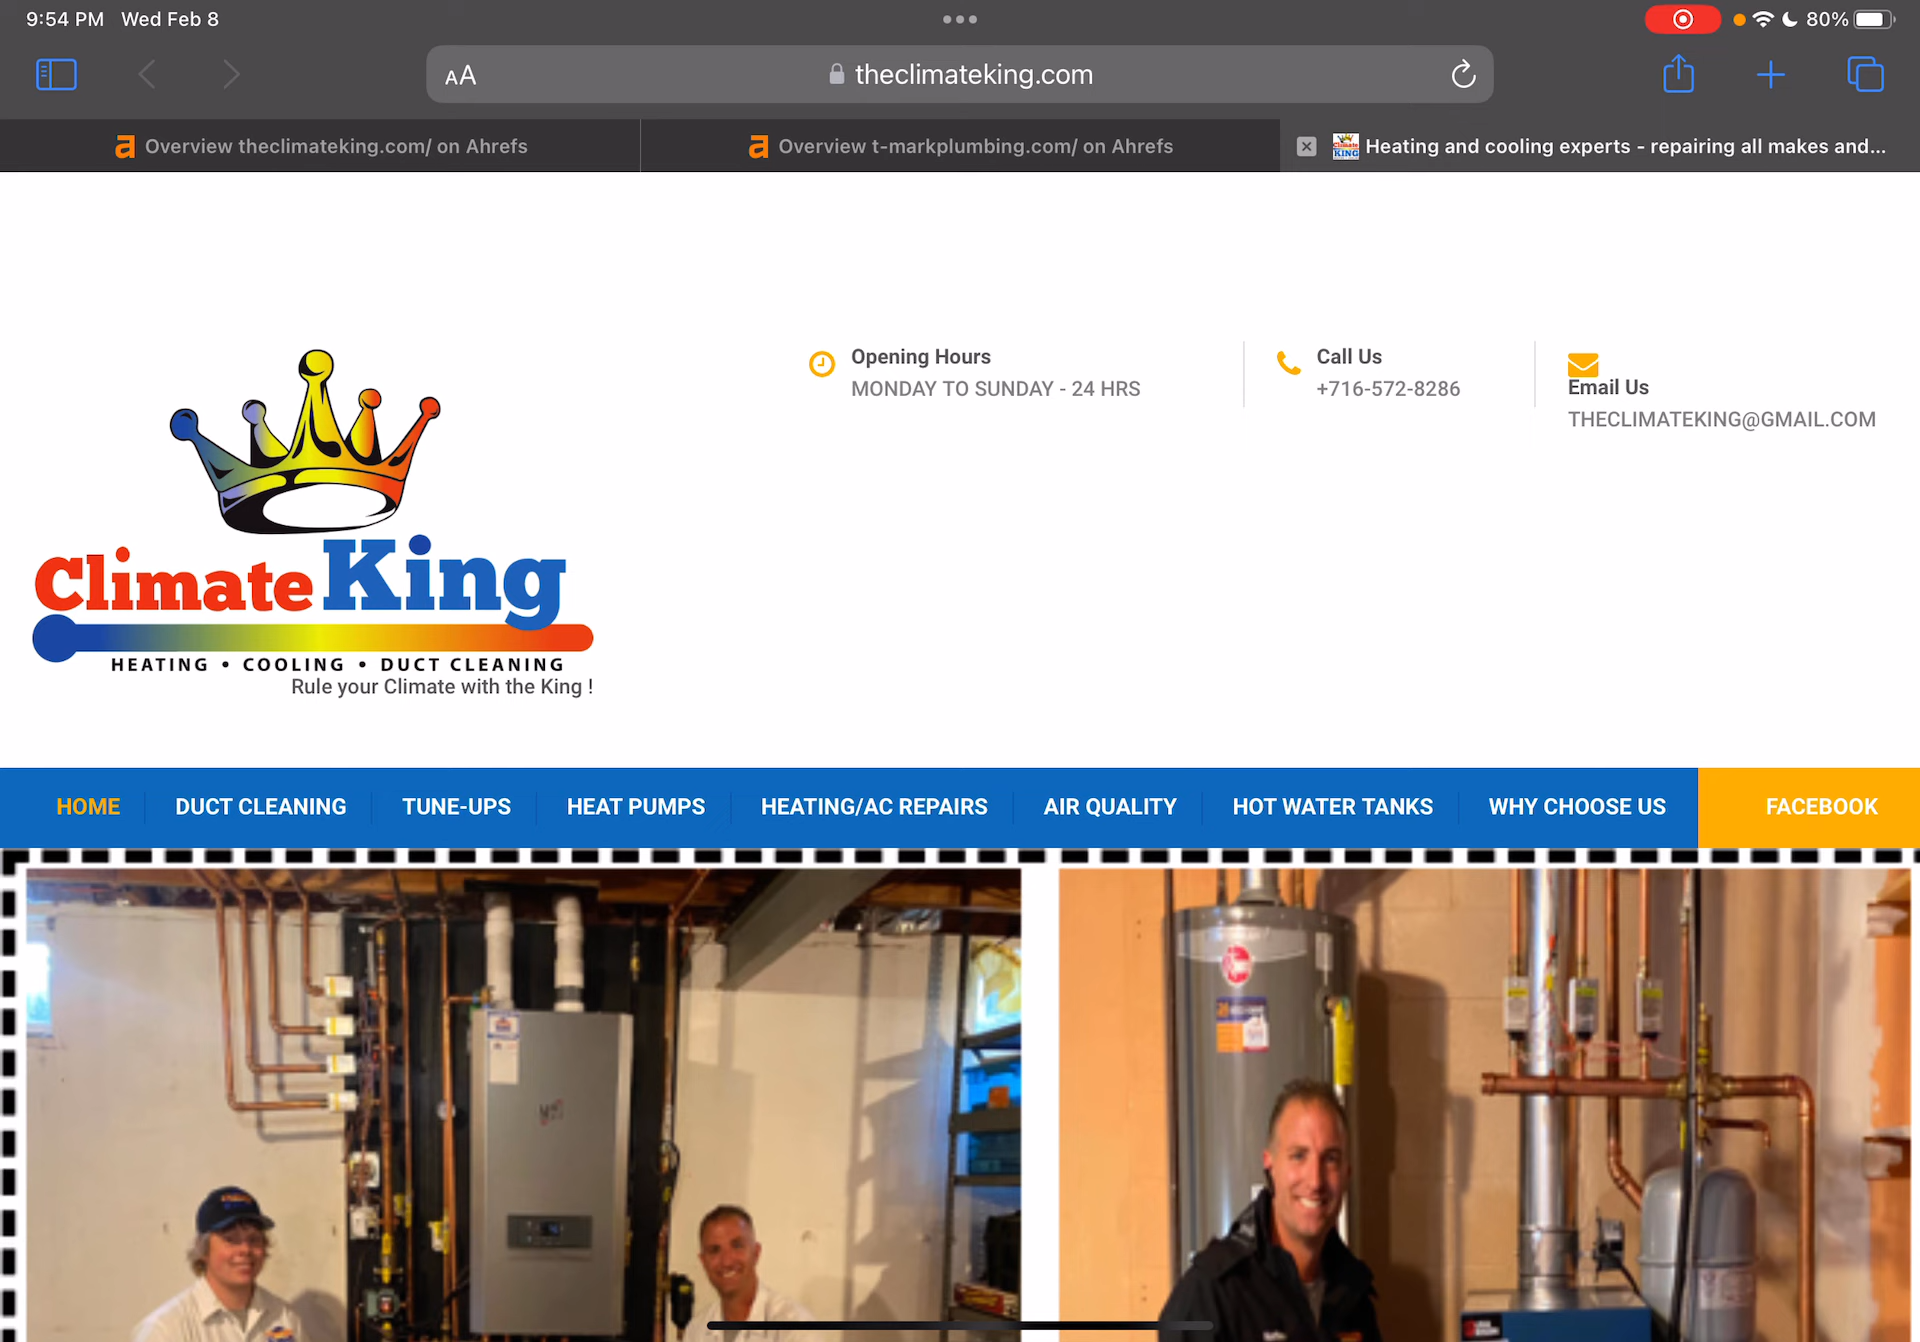 9:54 PM Wed Feb 8
80%
AA
theclimateking.com
Overview theclimateking.com/ on Ahrefs
Overview t-markplumbing.com/ on Ahrefs
Heating and cooling experts - repairing all makes and...
Opening Hours
MONDAY TO SUNDAY - 24 HRS
Call Us
+716-572-8286
Email Us
THECLIMATEKING@GMAIL.COM
Climate King
HEATING • COOLING • DUCT CLEANING
Rule your Climate with the King !
HOME
DUCT CLEANING
TUNE-UPS
HEAT PUMPS
HEATING/AC REPAIRS
AIR QUALITY
HOT WATER TANKS
WHY CHOOSE US
FACEBOOK